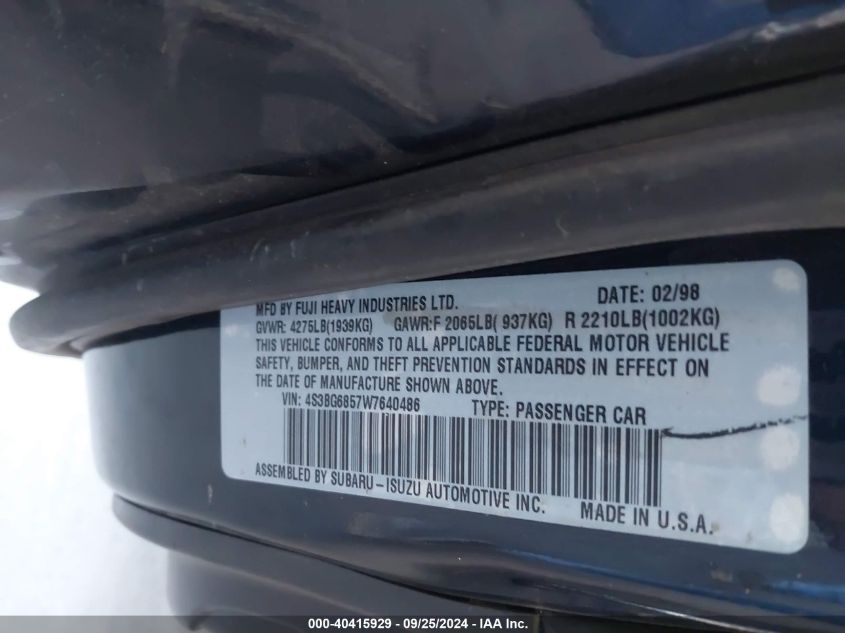 MFD BY FUJI HEAVY INDUSTRIES LTD. DATE: 02/98
GVWR: 4275LB(1939KG) GAWR:F 2065LB( 937KG) R 2210LB(1002KG)
THIS VEHICLE CONFORMS TO ALL APPLICABLE FEDERAL MOTOR VEHICLE
SAFETY, BUMPER, AND THEFT PREVENTION STANDARDS IN EFFECT ON
THE DATE OF MANUFACTURE SHOWN ABOVE.
VIN: 4S3BG6857W7640486 TYPE: PASSENGER CAR
ASSEMBLED BY SUBARU-ISUZU AUTOMOTIVE INC. MADE IN U.S.A.
000-40415929 - 09/25/2024 - IAA Inc.